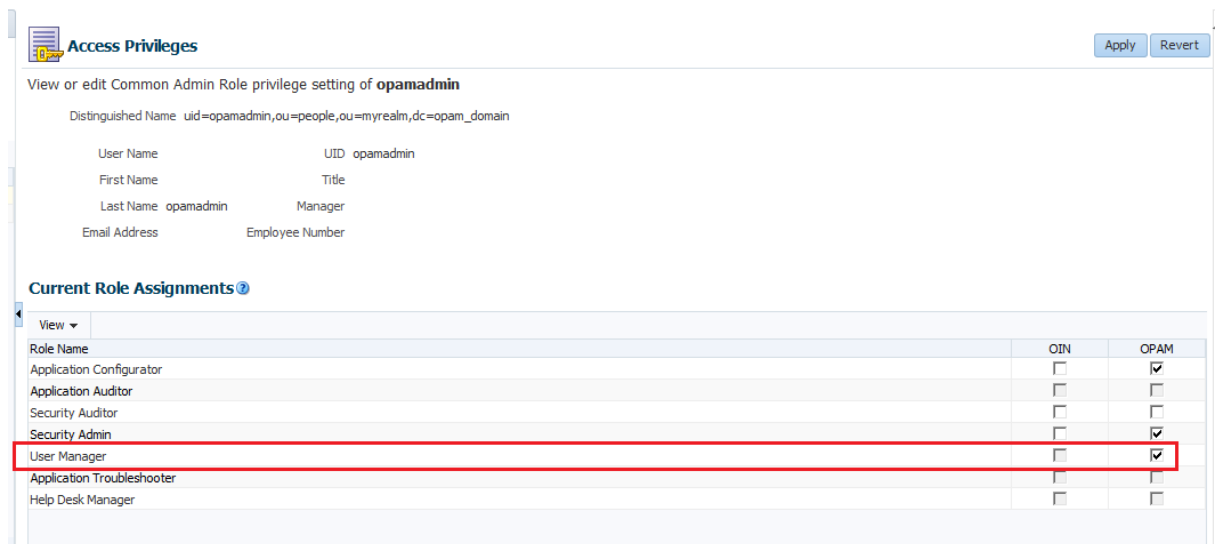 Access Privileges
Apply Revert
View or edit Common Admin Role privilege setting of opamadmin
Distinguished Name uid=opamadmin,ou=people,ou=myrealm,dc=opam_domain
User Name UID opamadmin
First Name Title
Last Name opamadmin Manager
Email Address Employee Number
Current Role Assignments
View
Role Name OIN OPAM
Application Configurator
Application Auditor
Security Auditor
Security Admin
User Manager
Application Troubleshooter
Help Desk Manager